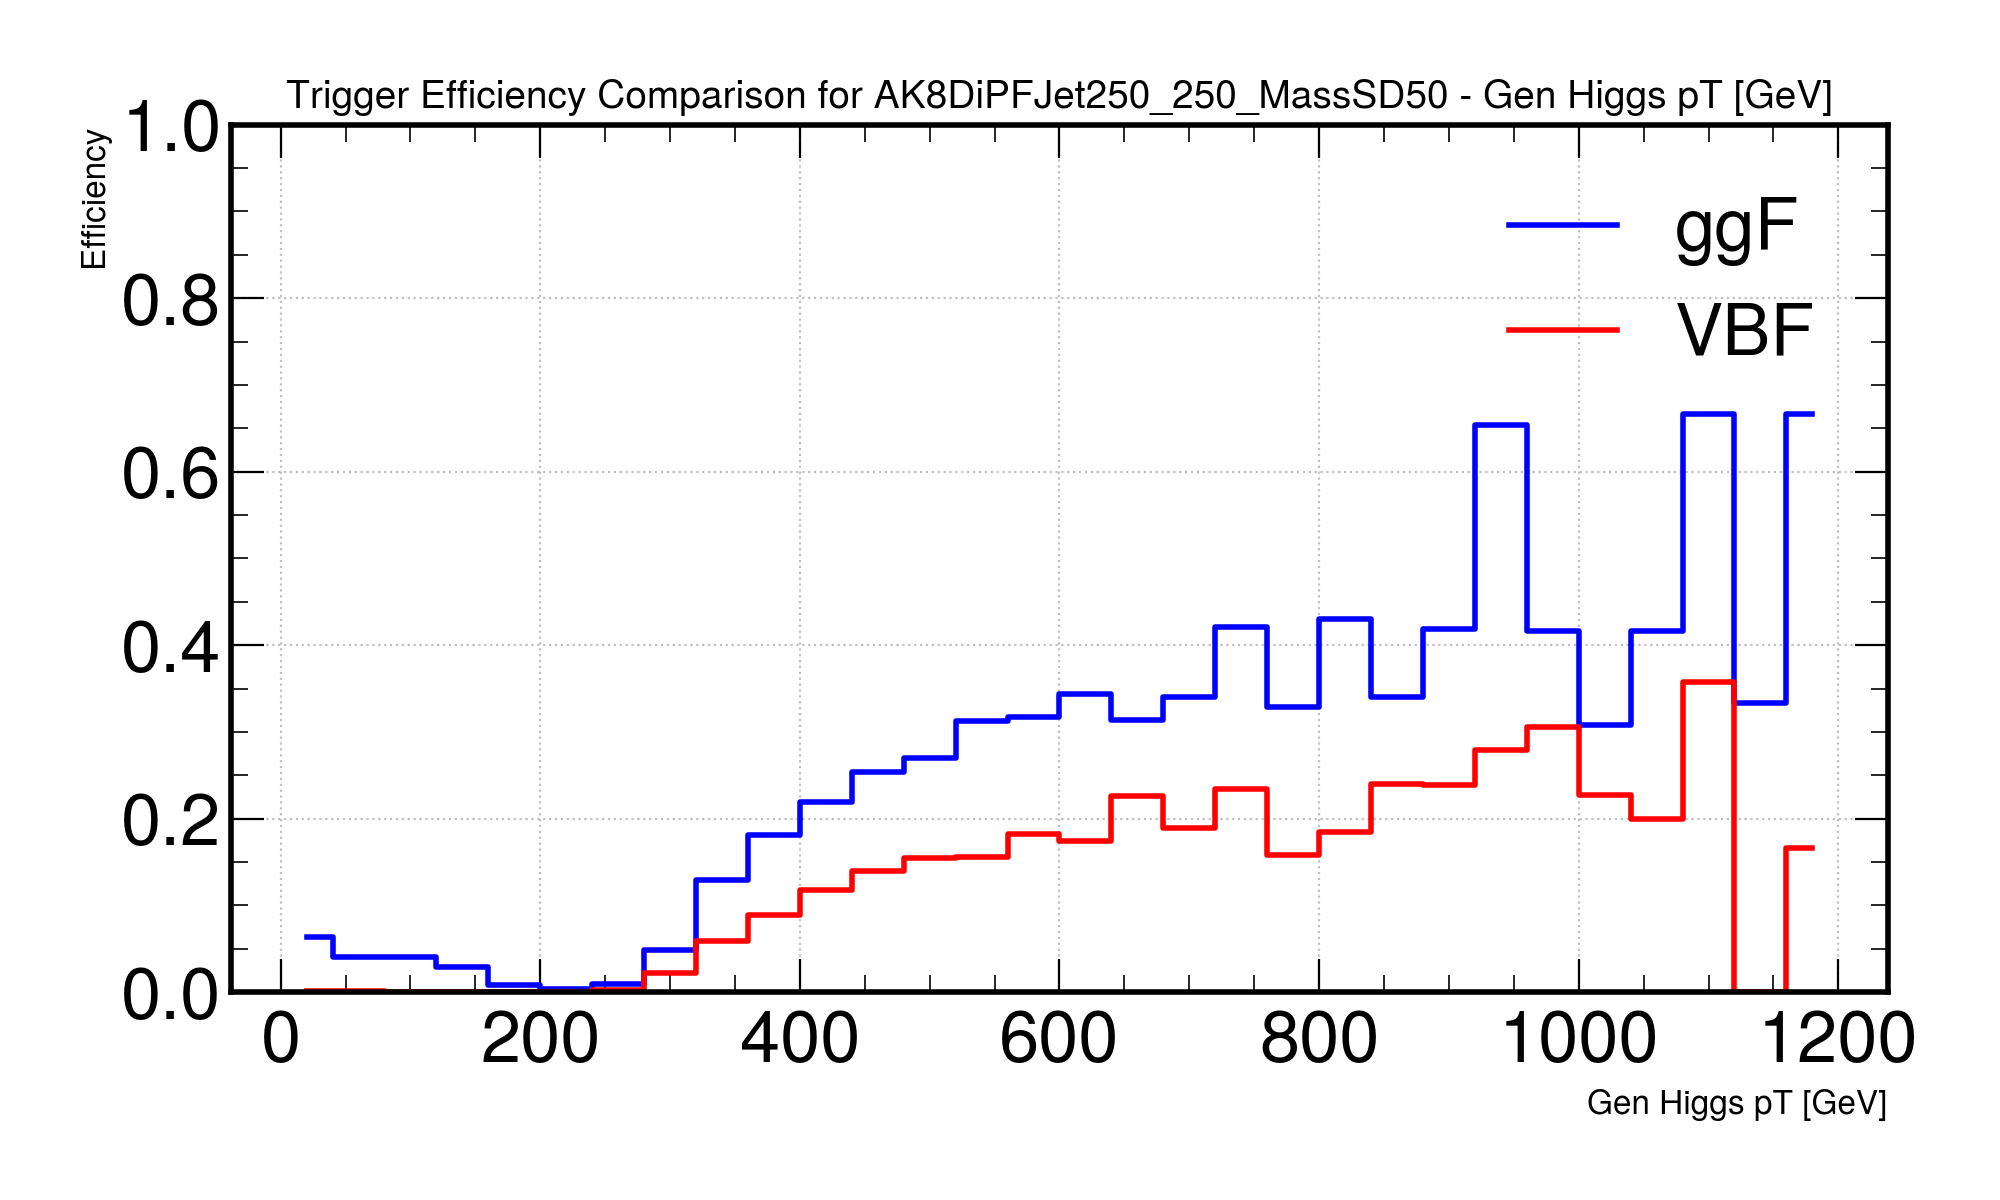 Trigger Efficiency Comparison for AK8DiPFJet250_250_MassSD50 - Gen Higgs pT [GeV]
Efficiency
1.0
0.8
0.6
0.4
0.2
0.0
ggF
VBF
0 200 400 600 800 1000 1200
Gen Higgs pT [GeV]